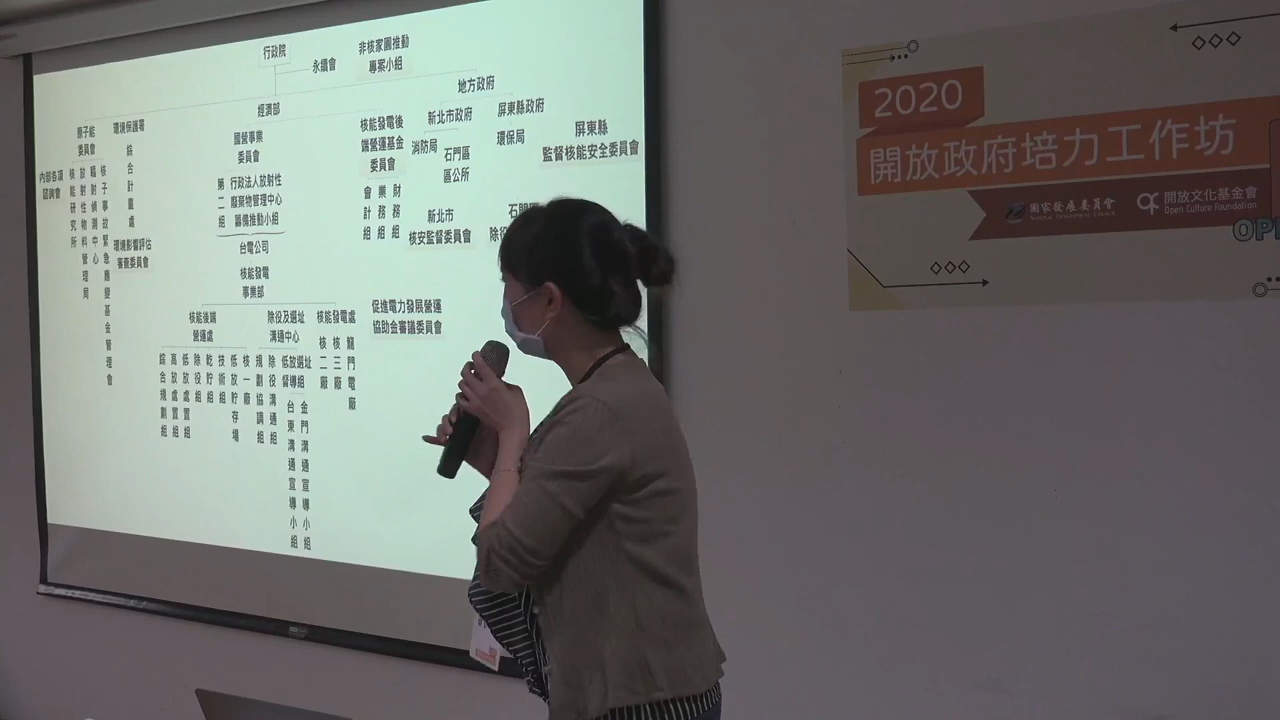 行政院
永續會
非核家園推動
專案小組
地方政府
經濟部
原子能
委員會
環境保護署
國營事業
委員會
核能發電後
端營運基金
委員會
新北市政府
屏東縣政府
消防局
石門區
區公所
環保局
屏東縣
監督核能安全委員會
內部各項
諮詢會
核能研究所
放射性物料管理局
輻射偵測中心
核子事故緊急應變基金管理會
綜合計畫處
環境影響評估
審查委員會
第二組
行政法人放射性
廢棄物管理中心
籌備推動小組
會計組
業務組
財務組
新北市
核安監督委員會
石門
除役
台電公司
核能發電
事業部
核能後端
營運處
除役及選址
溝通中心
核能發電處
促進電力發展營運
協助金審議委員會
綜合規劃組
高放處置組
低放處置組
除役組
乾貯組
技術組
低放貯存場
核一廠
規劃協調組
除役溝通組
低放選址
督導組
台東溝通宣導小組
金門溝通宣導小組
核二廠
核三廠
龍門電廠
2020
開放政府培力工作坊
國家發展委員會
National Development Council
開放文化基金會
Open Culture Foundation
OP